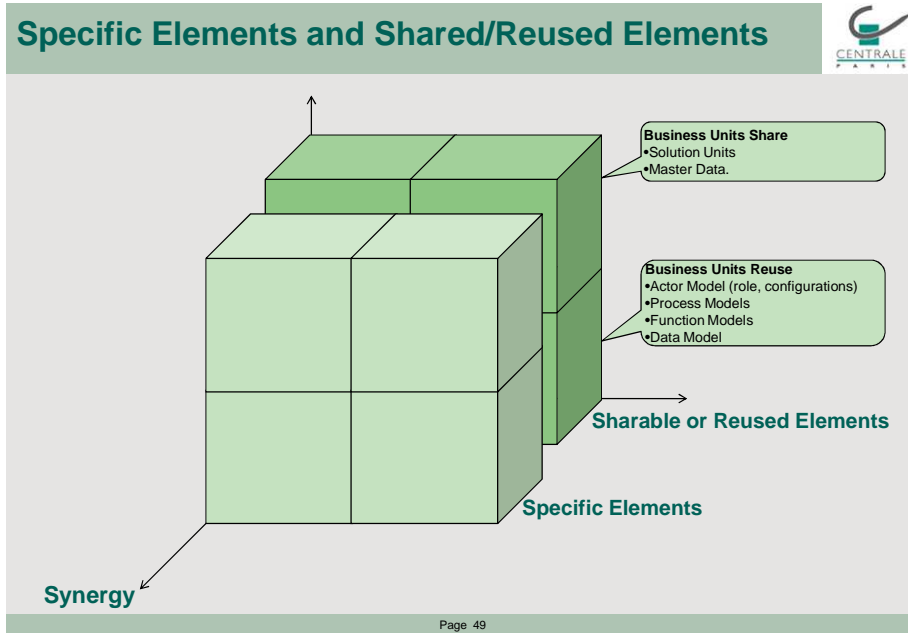 Specific Elements and Shared/Reused Elements
CENTRALE
PARIS
Business Units Share
•Solution Units
•Master Data.
Business Units Reuse
•Actor Model (role, configurations)
•Process Models
•Function Models
•Data Model
Sharable or Reused Elements
Specific Elements
Synergy
Page 49